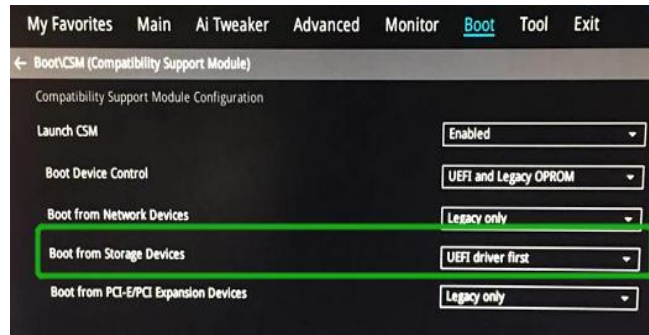 My Favorites Main Ai Tweaker Advanced Monitor Boot Tool Exit
← Boot\CSM (Compatibility Support Module)
Compatibility Support Module Configuration
Launch CSM Enabled
Boot Device Control UEFI and Legacy OPROM
Boot from Network Devices Legacy only
Boot from Storage Devices UEFI driver first
Boot from PCI-E/PCI Expansion Devices Legacy only